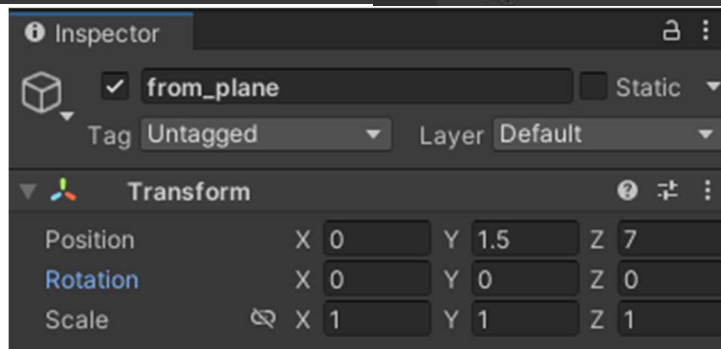 Inspector
from_plane Static
Tag Untagged Layer Default
Transform
Position X 0 Y 1.5 Z 7
Rotation X 0 Y 0 Z 0
Scale X 1 Y 1 Z 1